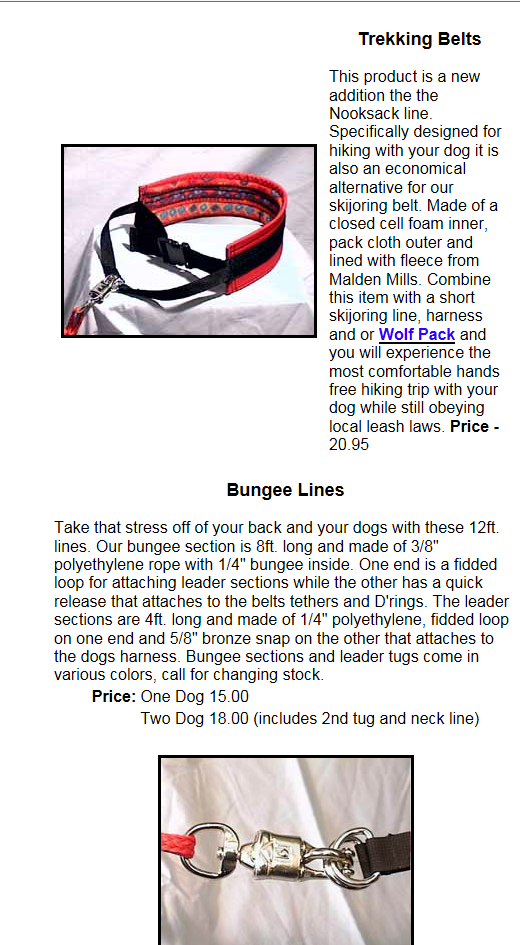 Trekking Belts
This product is a new
addition the the
Nooksack line.
Specifically designed for
hiking with your dog it is
also an economical
alternative for our
skijoring belt. Made of a
closed cell foam inner,
pack cloth outer and
lined with fleece from
Malden Mills. Combine
this item with a short
skijoring line, harness
and or Wolf Pack and
you will experience the
most comfortable hands
free hiking trip with your
dog while still obeying
local leash laws. Price -
20.95
Bungee Lines
Take that stress off of your back and your dogs with these 12ft.
lines. Our bungee section is 8ft. long and made of 3/8"
polyethylene rope with 1/4" bungee inside. One end is a fidded
loop for attaching leader sections while the other has a quick
release that attaches to the belts tethers and D'rings. The leader
sections are 4ft. long and made of 1/4" polyethylene, fidded loop
on one end and 5/8" bronze snap on the other that attaches to
the dogs harness. Bungee sections and leader tugs come in
various colors, call for changing stock.
Price: One Dog 15.00
Two Dog 18.00 (includes 2nd tug and neck line)